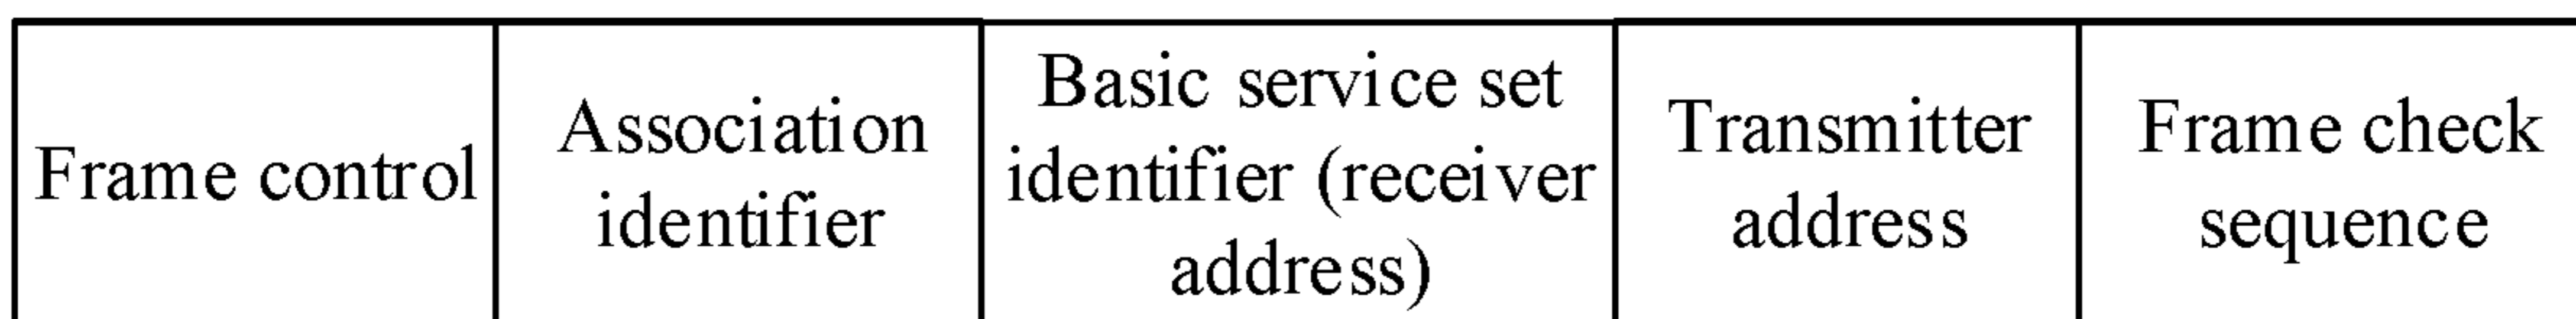 Frame control
Association
identifier
Basic service set
identifier (receiver
address)
Transmitter
address
Frame check
sequence